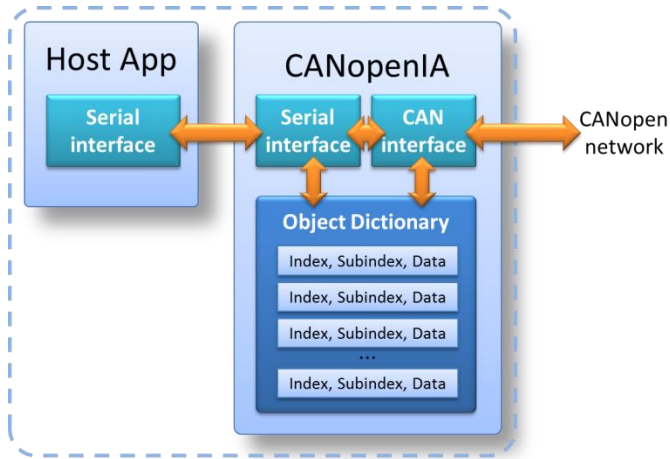 Host App
Serial
interface
CANopenIA
Serial
interface
CAN
interface
CANopen
network
Object Dictionary
Index, Subindex, Data
Index, Subindex, Data
Index, Subindex, Data
...
Index, Subindex, Data